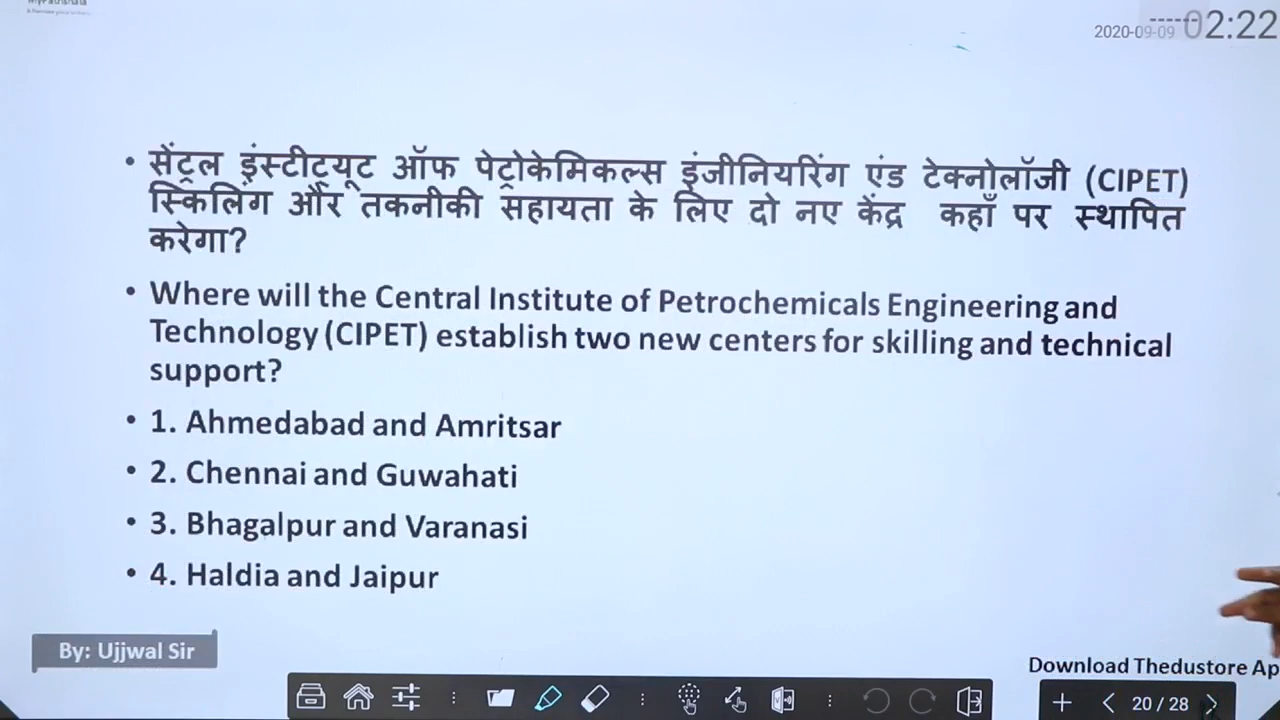 2020-09-09 02:22
• सेंट्रल इंस्टीट्यूट ऑफ पेट्रोकेमिकल्स इंजीनियरिंग एंड टेक्नोलॉजी (CIPET)
स्किलिंग और तकनीकी सहायता के लिए दो नए केंद्र कहाँ पर स्थापित
करेगा?
• Where will the Central Institute of Petrochemicals Engineering and
Technology (CIPET) establish two new centers for skilling and technical
support?
• 1. Ahmedabad and Amritsar
• 2. Chennai and Guwahati
• 3. Bhagalpur and Varanasi
• 4. Haldia and Jaipur
By: Ujjwal Sir
Download Thedustore Ap
20 / 28